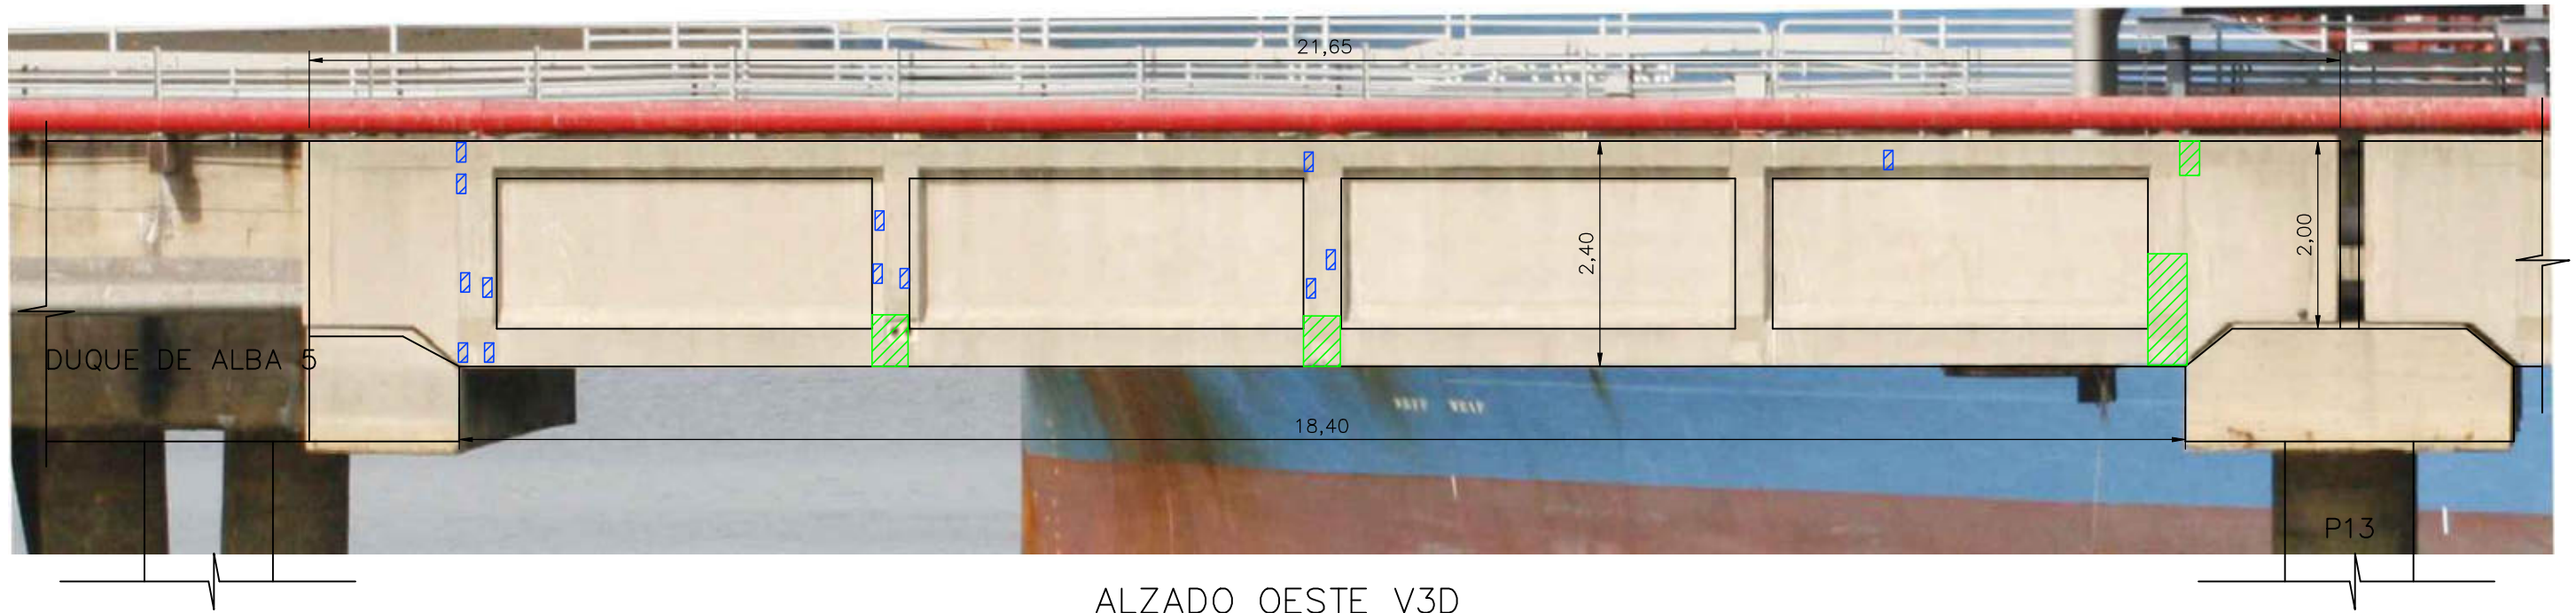 21,65
2,40
2,00
DUQUE DE ALBA 5
18,40
P13
ALZADO OESTE V3D